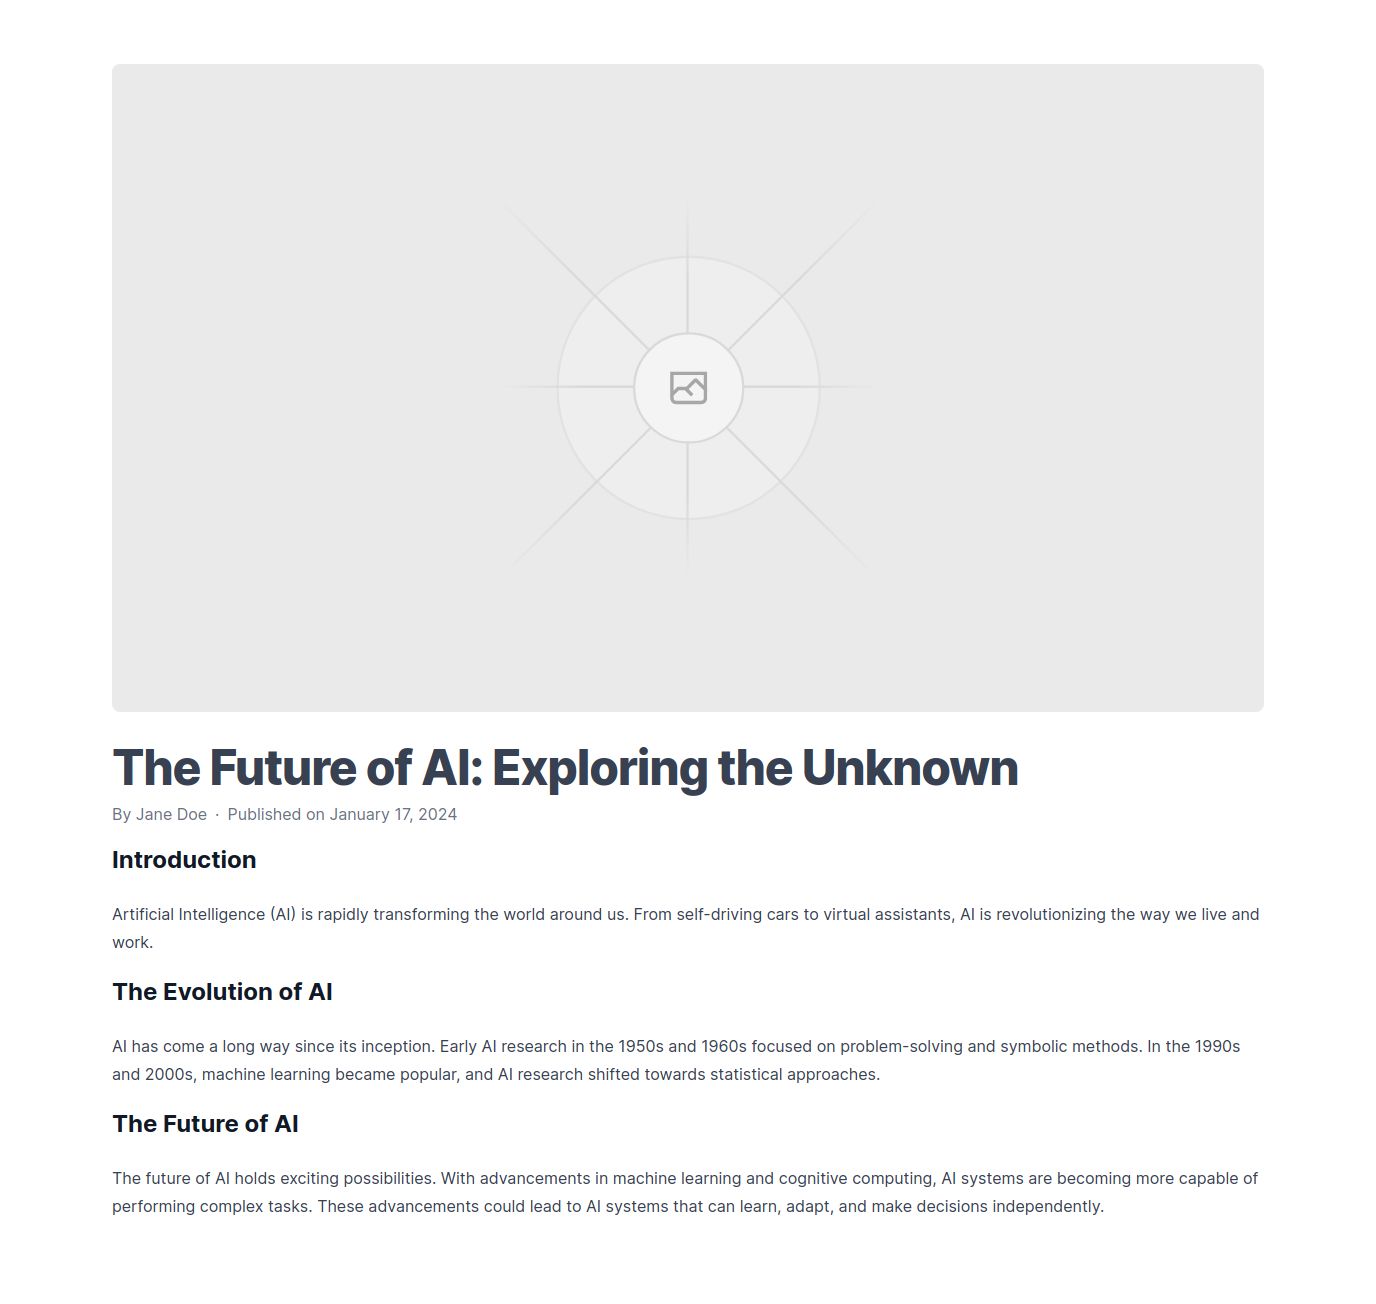 The Future of AI: Exploring the Unknown
By Jane Doe · Published on January 17, 2024
Introduction
Artificial Intelligence (AI) is rapidly transforming the world around us. From self-driving cars to virtual assistants, AI is revolutionizing the way we live and
work.
The Evolution of AI
AI has come a long way since its inception. Early AI research in the 1950s and 1960s focused on problem-solving and symbolic methods. In the 1990s
and 2000s, machine learning became popular, and AI research shifted towards statistical approaches.
The Future of AI
The future of AI holds exciting possibilities. With advancements in machine learning and cognitive computing, AI systems are becoming more capable of
performing complex tasks. These advancements could lead to AI systems that can learn, adapt, and make decisions independently.